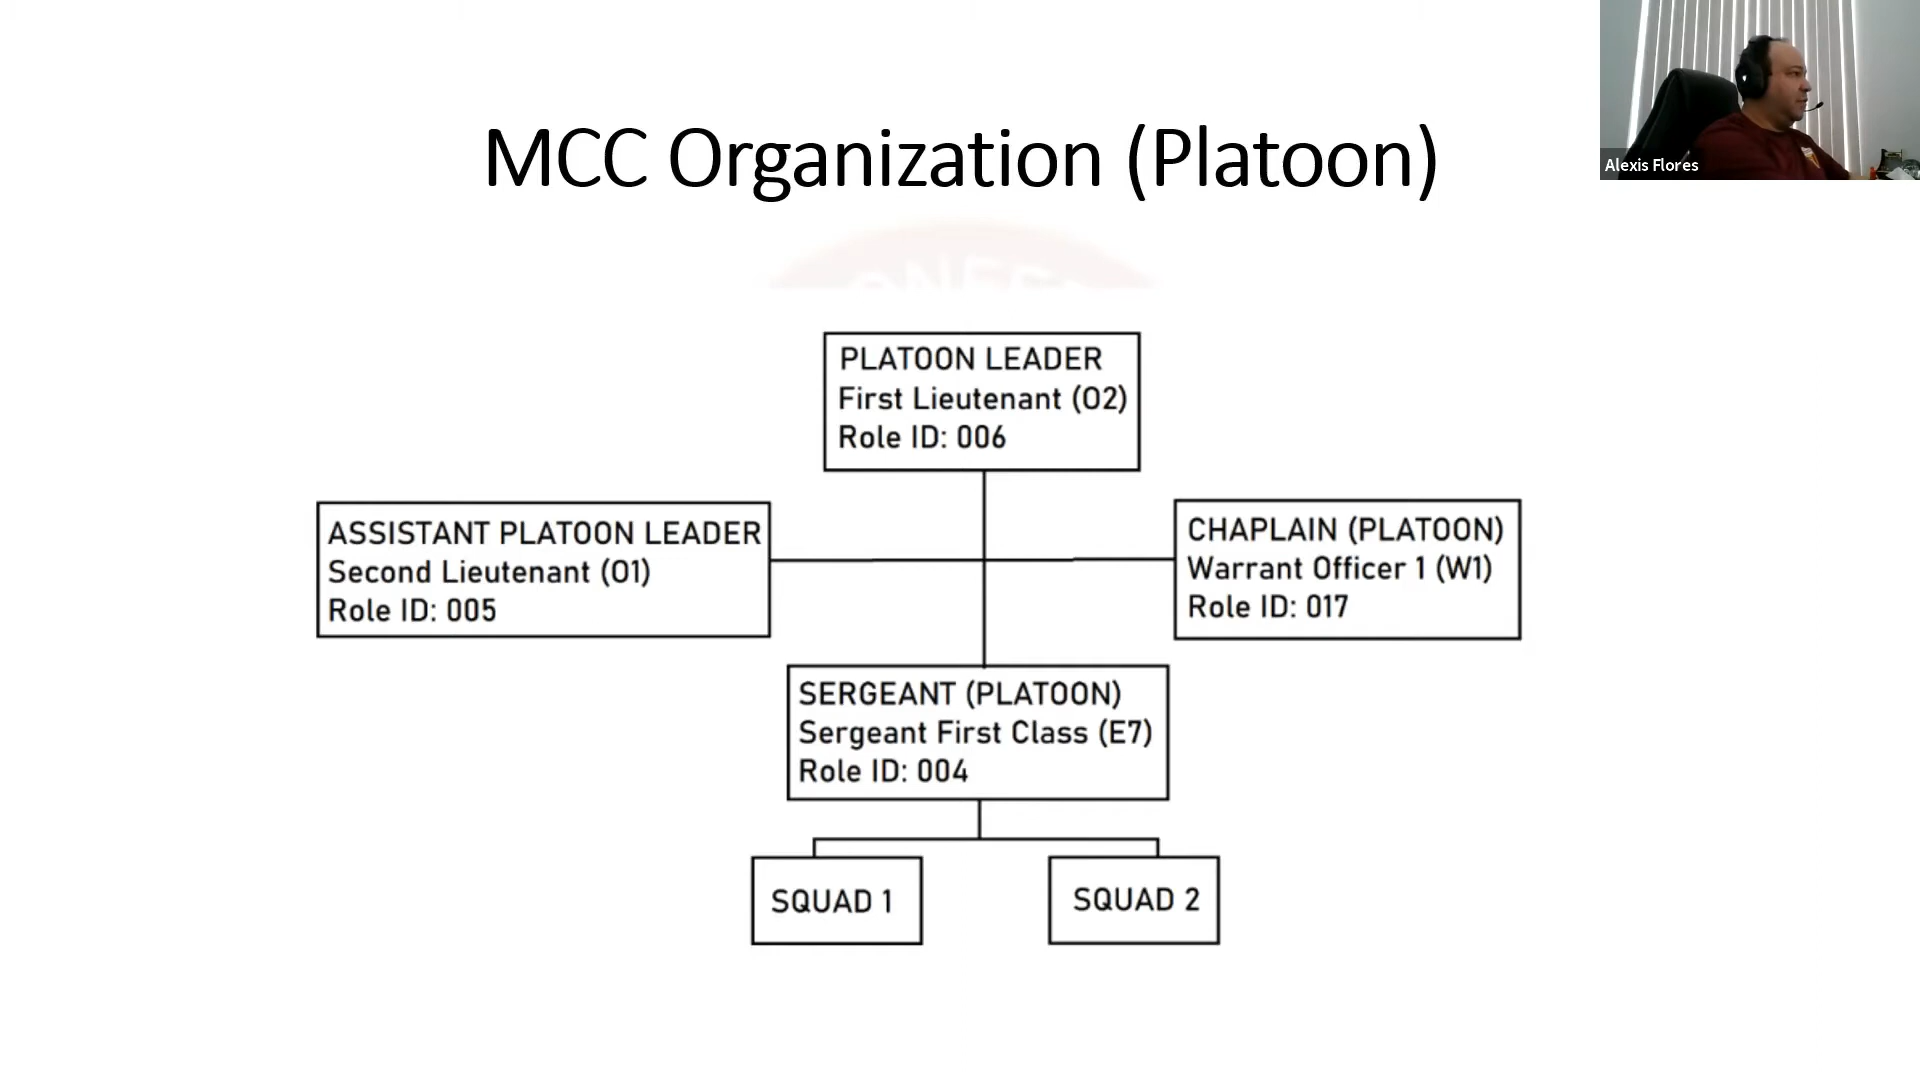 MCC Organization (Platoon)
Alexis Flores
PLATOON LEADER
First Lieutenant (O2)
Role ID: 006
ASSISTANT PLATOON LEADER
Second Lieutenant (O1)
Role ID: 005
CHAPLAIN (PLATOON)
Warrant Officer 1 (W1)
Role ID: 017
SERGEANT (PLATOON)
Sergeant First Class (E7)
Role ID: 004
SQUAD 1
SQUAD 2